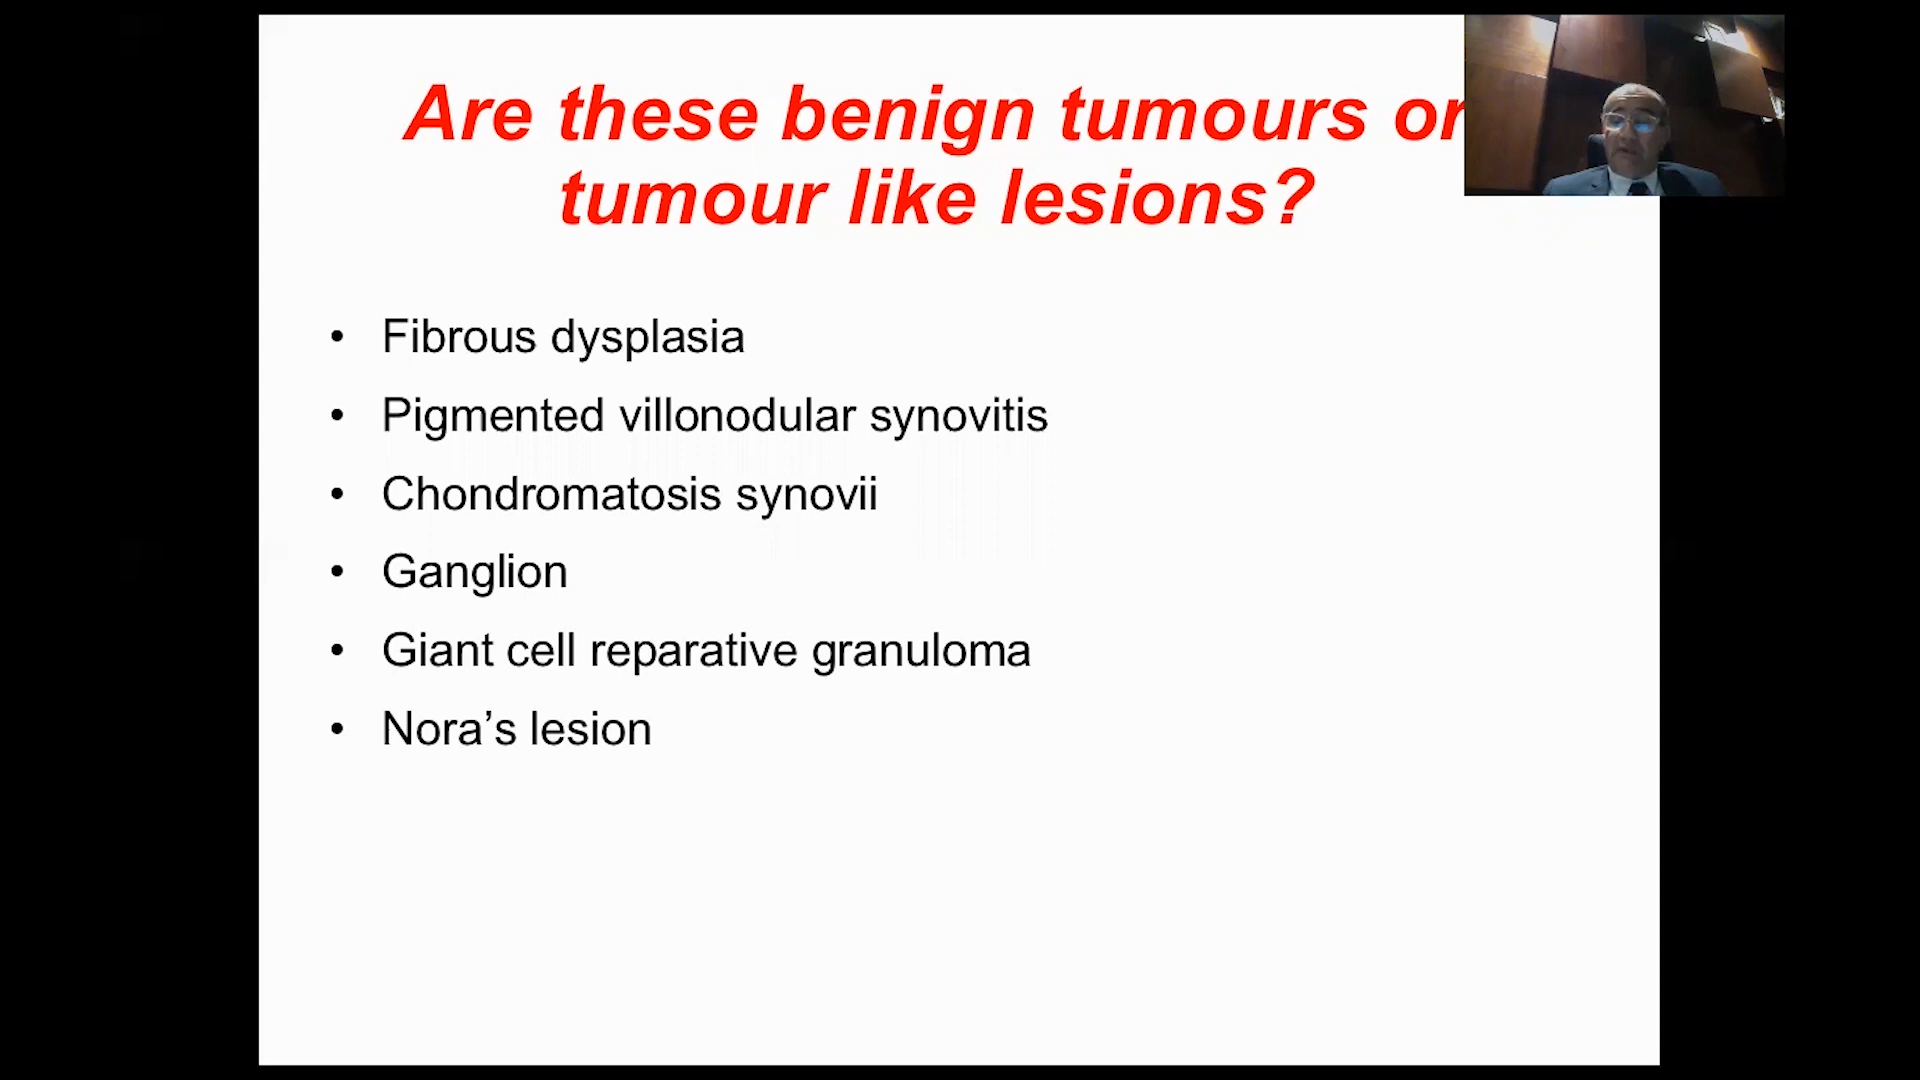 Are these benign tumours or
tumour like lesions?
• Fibrous dysplasia
• Pigmented villonodular synovitis
• Chondromatosis synovii
• Ganglion
• Giant cell reparative granuloma
• Nora’s lesion